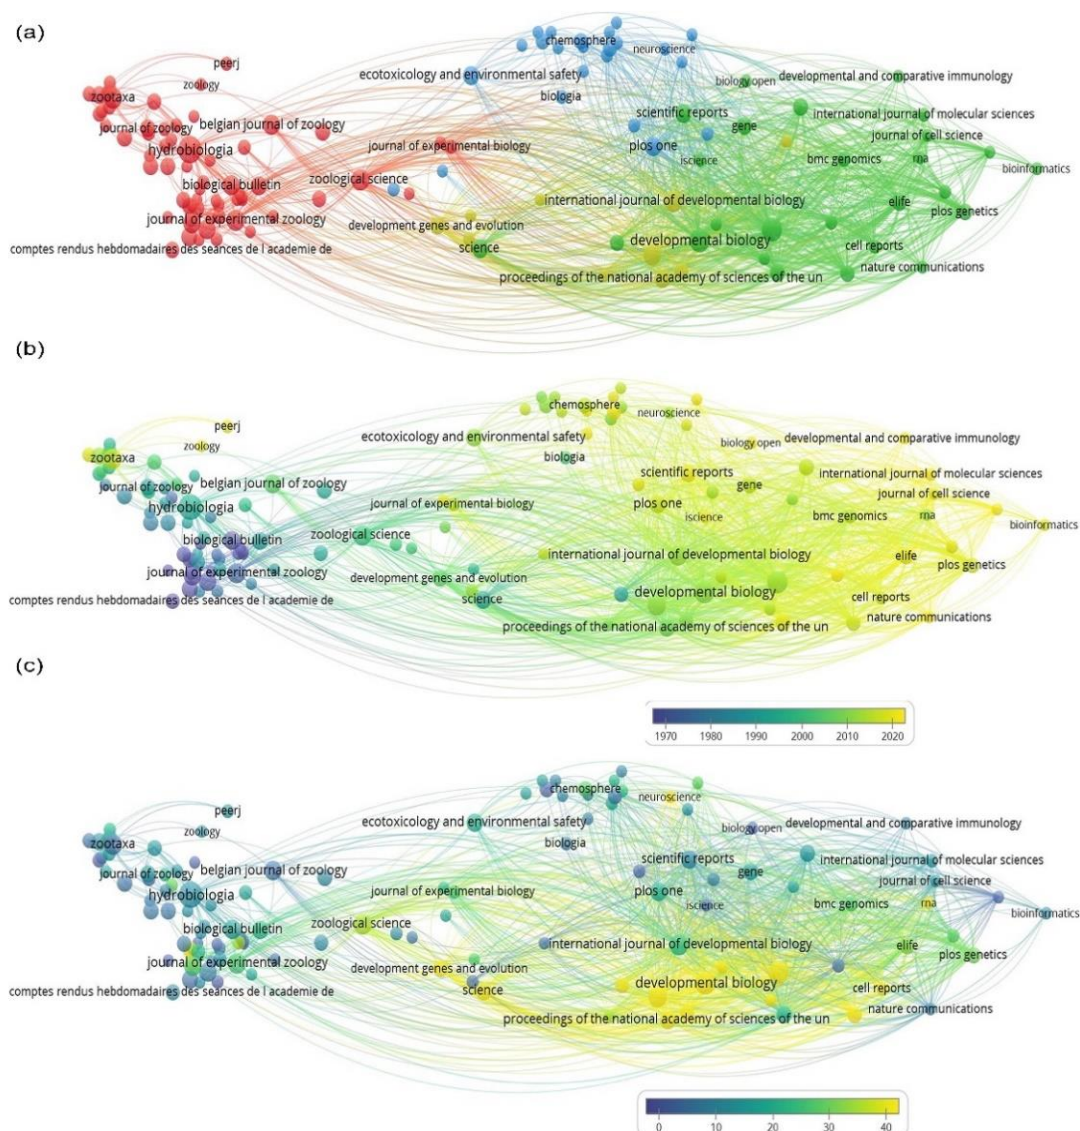 (a)
peerj
chemosphere
neuroscience
zoology
ecotoxicology and environmental safety
biology open
developmental and comparative immunology
zootaxa
biologia
scientific reports
international journal of molecular sciences
journal of zoology
belgian journal of zoology
gene
journal of cell science
hydrobiologia
journal of experimental biology
plos one
iscience
bmc genomics
rna
bioinformatics
biological bulletin
zoological science
international journal of developmental biology
elife
plos genetics
journal of experimental zoology
development genes and evolution
science
developmental biology
cell reports
comptes rendus hebdomadaires des seances de l academie de
proceedings of the national academy of sciences of the un
nature communications
(b)
peerj
chemosphere
neuroscience
zoology
ecotoxicology and environmental safety
biology open
developmental and comparative immunology
zootaxa
biologia
scientific reports
international journal of molecular sciences
journal of zoology
belgian journal of zoology
gene
journal of cell science
hydrobiologia
journal of experimental biology
plos one
iscience
bmc genomics
rna
bioinformatics
biological bulletin
zoological science
international journal of developmental biology
elife
plos genetics
journal of experimental zoology
development genes and evolution
science
developmental biology
cell reports
comptes rendus hebdomadaires des seances de l academie de
proceedings of the national academy of sciences of the un
nature communications
(c)
1970 1980 1990 2000 2010 2020
peerj
chemosphere
neuroscience
zoology
ecotoxicology and environmental safety
biology open
developmental and comparative immunology
zootaxa
biologia
scientific reports
international journal of molecular sciences
journal of zoology
belgian journal of zoology
gene
journal of cell science
hydrobiologia
journal of experimental biology
plos one
iscience
bmc genomics
rna
bioinformatics
biological bulletin
zoological science
international journal of developmental biology
elife
plos genetics
journal of experimental zoology
development genes and evolution
science
developmental biology
cell reports
comptes rendus hebdomadaires des seances de l academie de
proceedings of the national academy of sciences of the un
nature communications
0 10 20 30 40